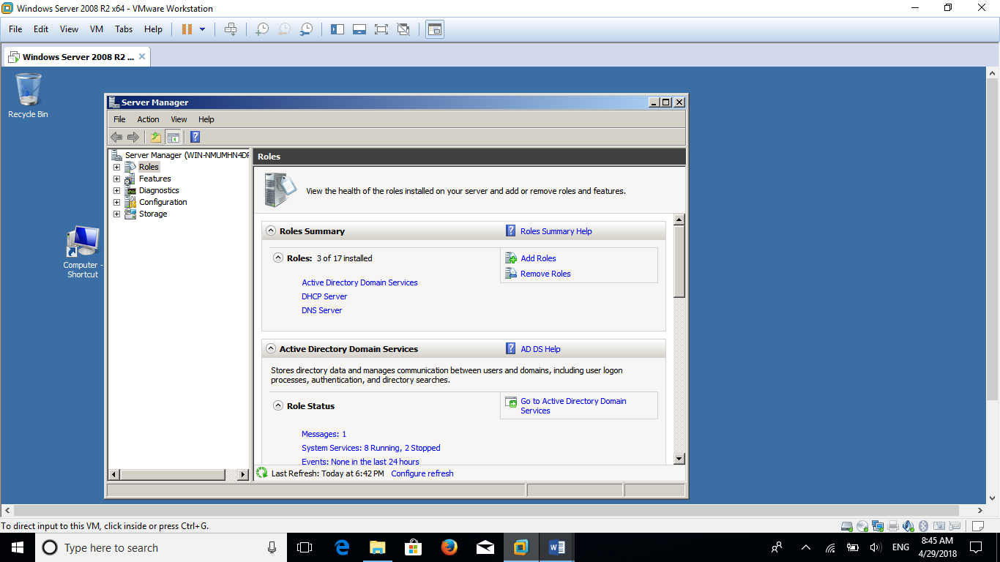 Windows Server 2008 R2 x64 - VMware Workstation
File Edit View VM Tabs Help
Windows Server 2008 R2 ...
Recycle Bin
Computer - Shortcut
Server Manager
File Action View Help
Server Manager (WIN-NMUMHN4DF
Roles
Features
Diagnostics
Configuration
Storage
Roles
View the health of the roles installed on your server and add or remove roles and features.
Roles Summary
Roles Summary Help
Roles: 3 of 17 installed
Add Roles
Remove Roles
Active Directory Domain Services
DHCP Server
DNS Server
Active Directory Domain Services
AD DS Help
Stores directory data and manages communication between users and domains, including user logon
processes, authentication, and directory searches.
Role Status
Go to Active Directory Domain
Services
Messages: 1
System Services: 8 Running, 2 Stopped
Events: None in the last 24 hours
Last Refresh: Today at 6:42 PM Configure refresh
To direct input to this VM, click inside or press Ctrl+G.
Type here to search
ENG
8:45 AM
4/29/2018